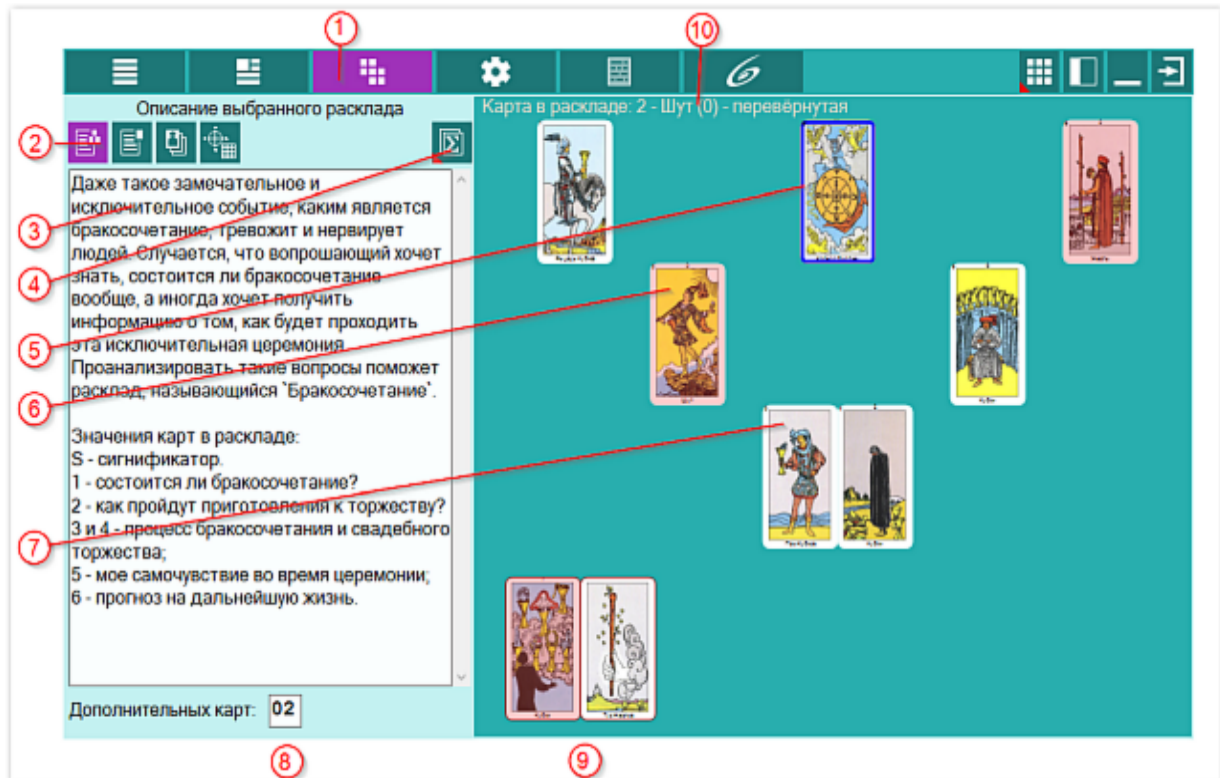 1
10
Описание выбранного расклада
Карта в раскладе: 2 - Шут (0) - перевёрнутая
2
3
4
5
6
7
Даже такое замечательное и
исключительное событие, каким является
бракосочетание, тревожит и нервирует
людей. Случается, что вопрошающий хочет
знать, состоится ли бракосочетание
вообще, а иногда хочет получить
информацию о том, как будет проходить
эта исключительная церемония.
Проанализировать такие вопросы поможет
расклад, называющийся `Бракосочетание`.
Значения карт в раскладе:
S - сигнификатор.
1 - состоится ли бракосочетание?
2 - как пройдут приготовления к торжеству?
3 и 4 - процесс бракосочетания и свадебного
торжества;
5 - мое самочувствие во время церемонии;
6 - прогноз на дальнейшую жизнь.
Дополнительных карт: 02
8
9